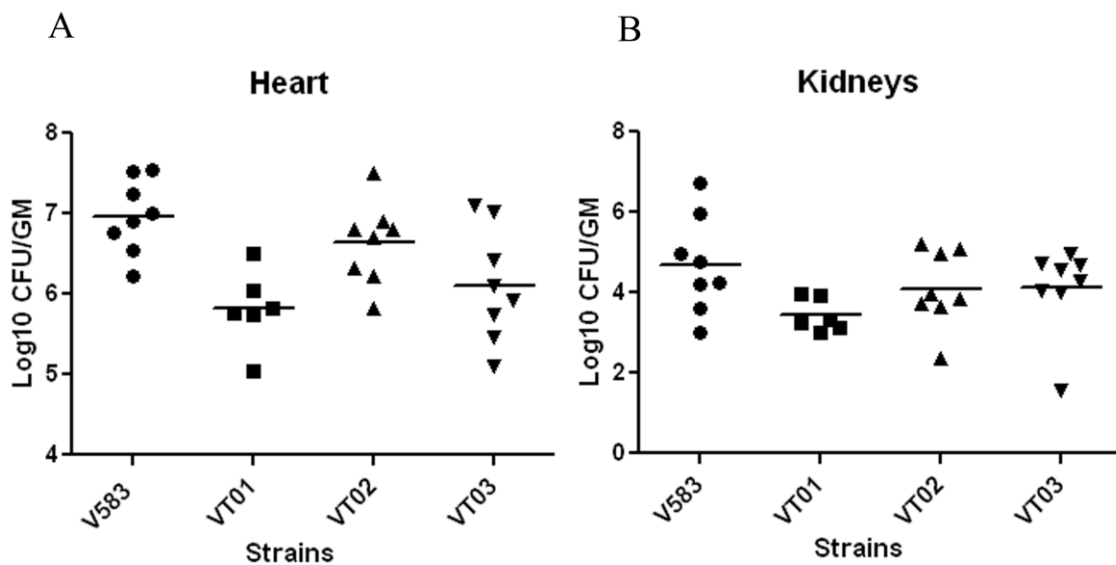 A
Heart
Log10 CFU/GM
8
7
6
5
4
V583
VT01
VT02
VT03
Strains
B
Kidneys
Log10 CFU/GM
8
6
4
2
0
V583
VT01
VT02
VT03
Strains